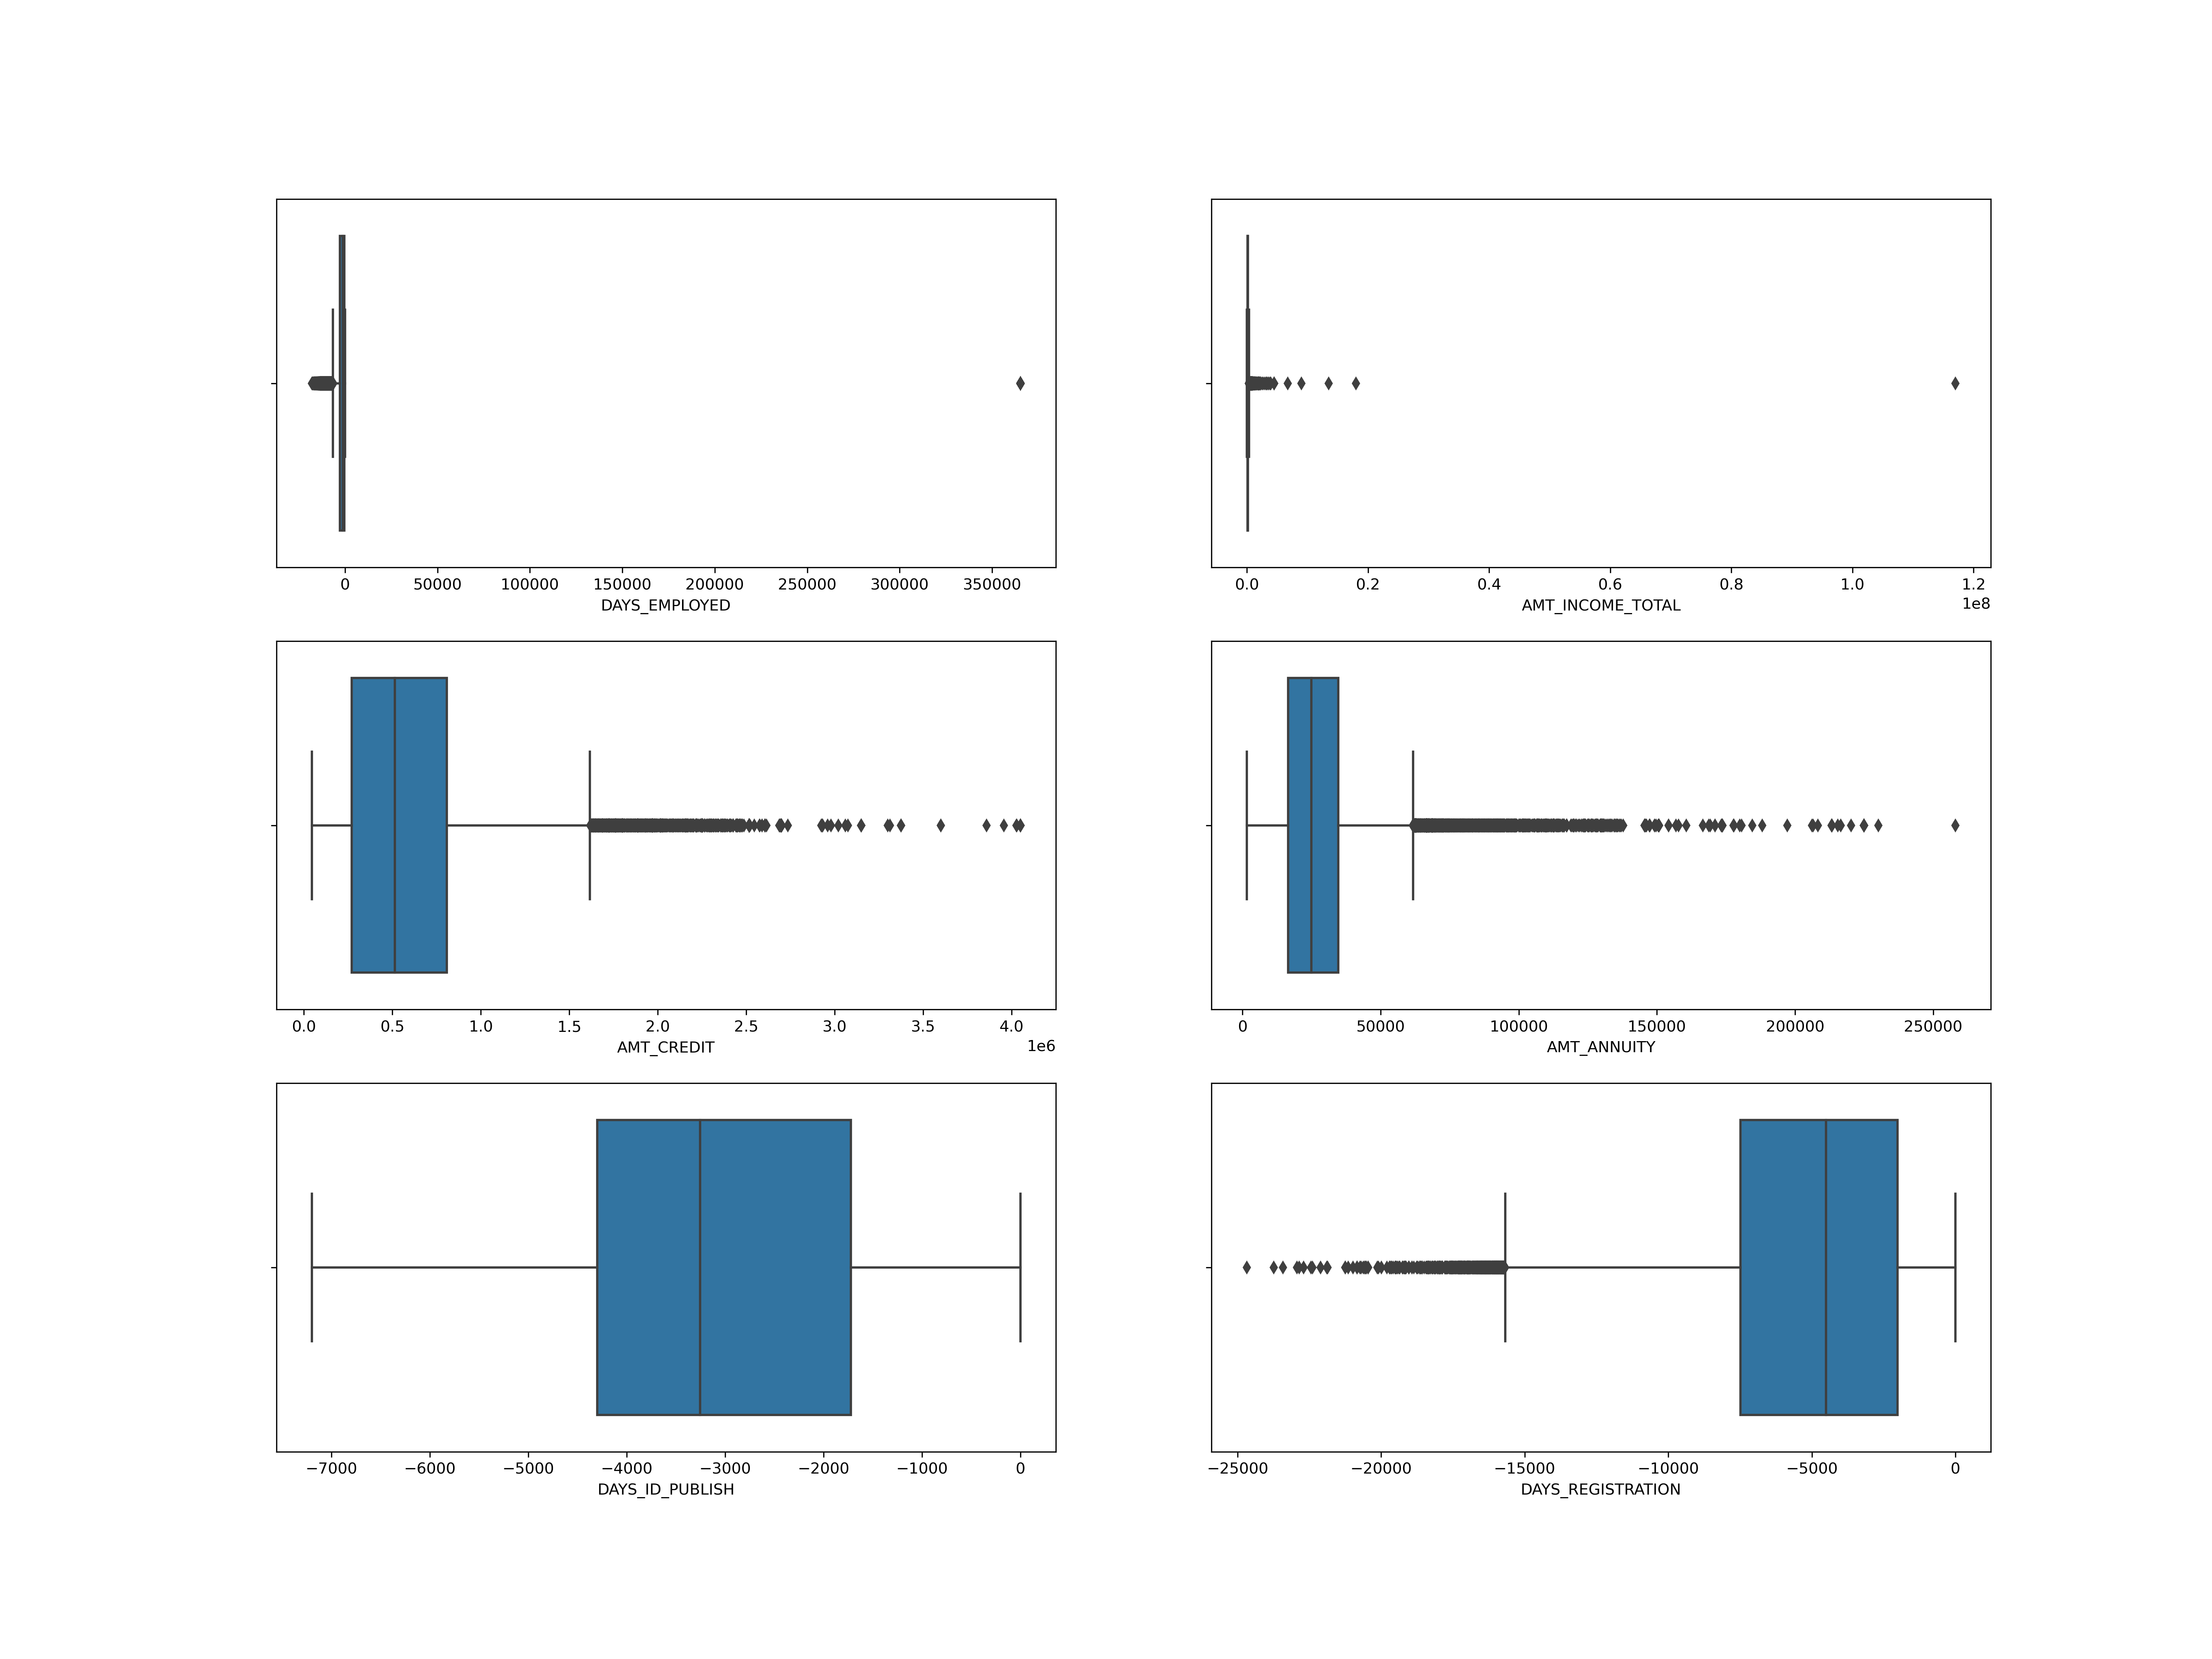 0 50000 100000 150000 200000 250000 300000 350000
DAYS_EMPLOYED
0.0 0.2 0.4 0.6 0.8 1.0 1.2
1e8
AMT_INCOME_TOTAL
0.0 0.5 1.0 1.5 2.0 2.5 3.0 3.5 4.0
1e6
AMT_CREDIT
0 50000 100000 150000 200000 250000
AMT_ANNUITY
−7000 −6000 −5000 −4000 −3000 −2000 −1000 0
DAYS_ID_PUBLISH
−25000 −20000 −15000 −10000 −5000 0
DAYS_REGISTRATION